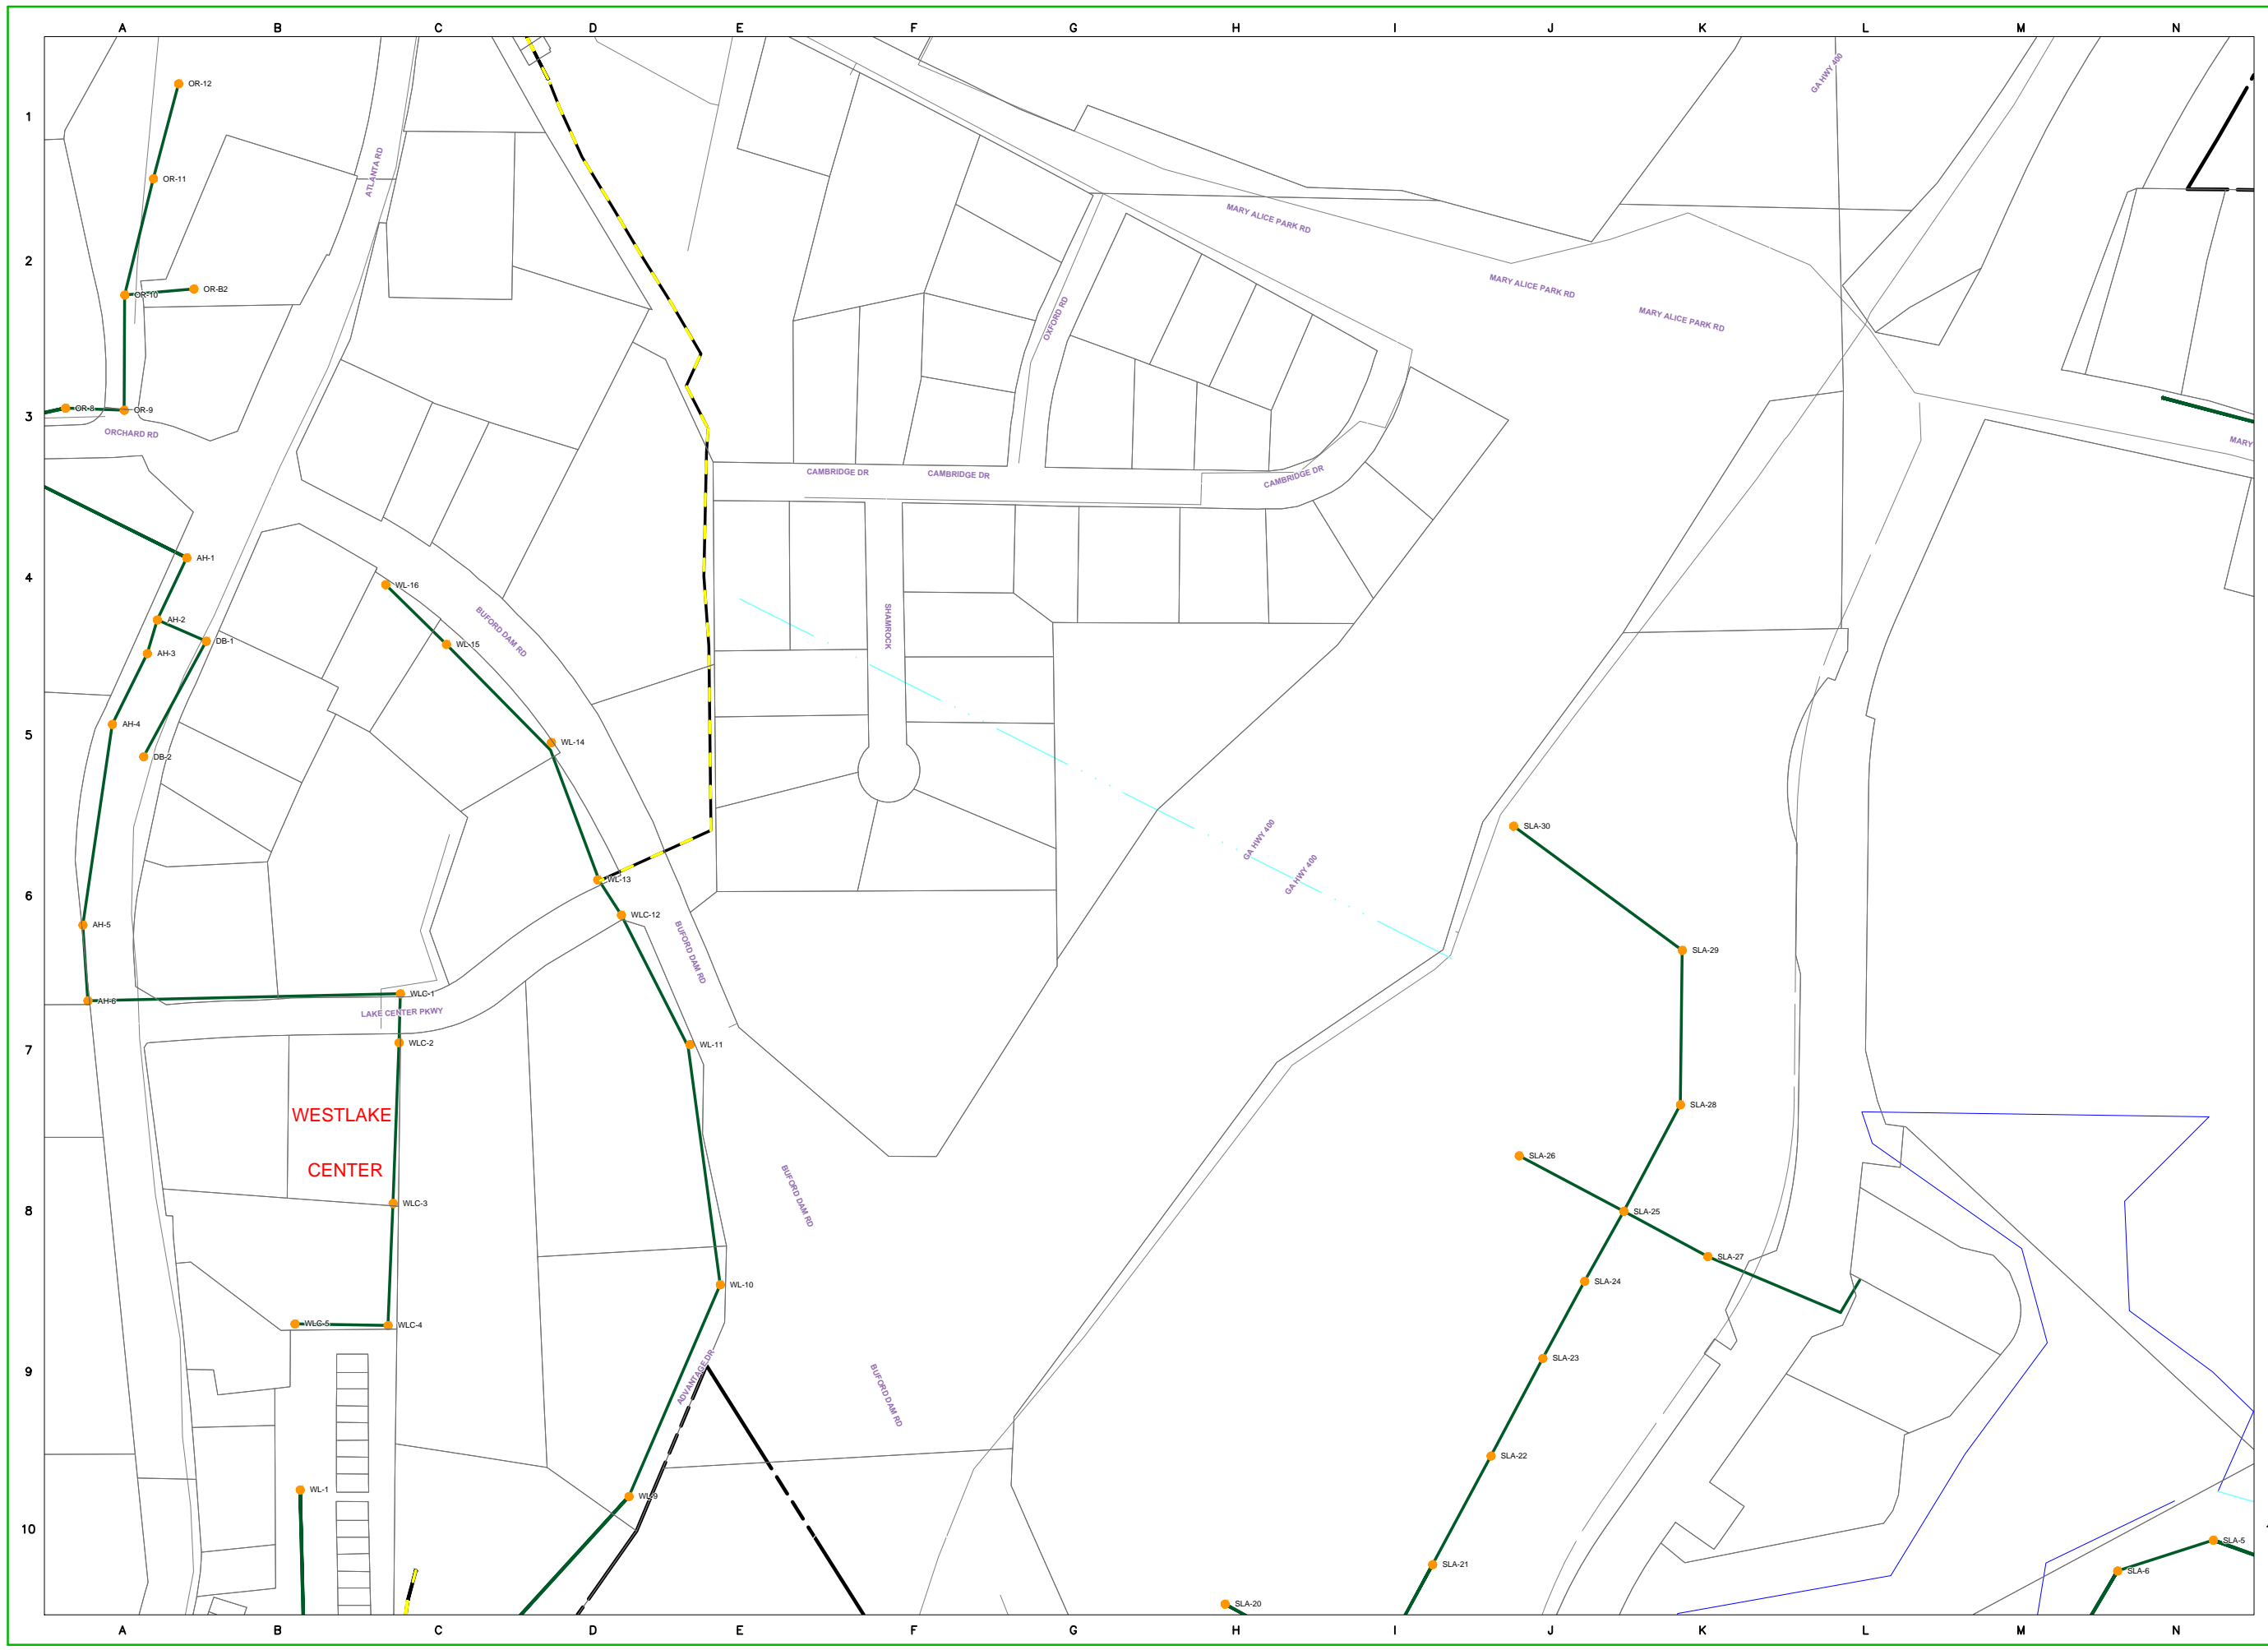 A B C D E F G H I J K L M N
1
2
3
4
5
6
7
8
9
10
OR-12
OR-11
ATLANTA RD
GA HWY 400
MARY ALICE PARK RD
OR-B2
OR-10
MARY ALICE PARK RD
MARY ALICE PARK RD
OXFORD RD
OR-8
OR-9
ORCHARD RD
MARY
CAMBRIDGE DR
CAMBRIDGE DR
CAMBRIDGE DR
AH-1
WL-16
AH-2
DB-1
WL-15
BUFORD DAM RD
SHAMROCK
AH-3
AH-4
WL-14
DB-2
SLA-30
GA HWY 400
GA HWY 400
WL-13
WLC-12
AH-5
BUFORD DAM RD
SLA-29
WLC-1
AH-6
LAKE CENTER PKWY
WLC-2
WL-11
SLA-28
WESTLAKE
CENTER
SLA-26
BUFORD DAM RD
WLC-3
SLA-25
SLA-27
SLA-24
WL-10
WLC-5
WLC-4
SLA-23
ADVANTAGE DR
BUFORD DAM RD
SLA-22
WL-1
WL-9
SLA-5
SLA-21
SLA-6
SLA-20
A B C D E F G H I J K L M N